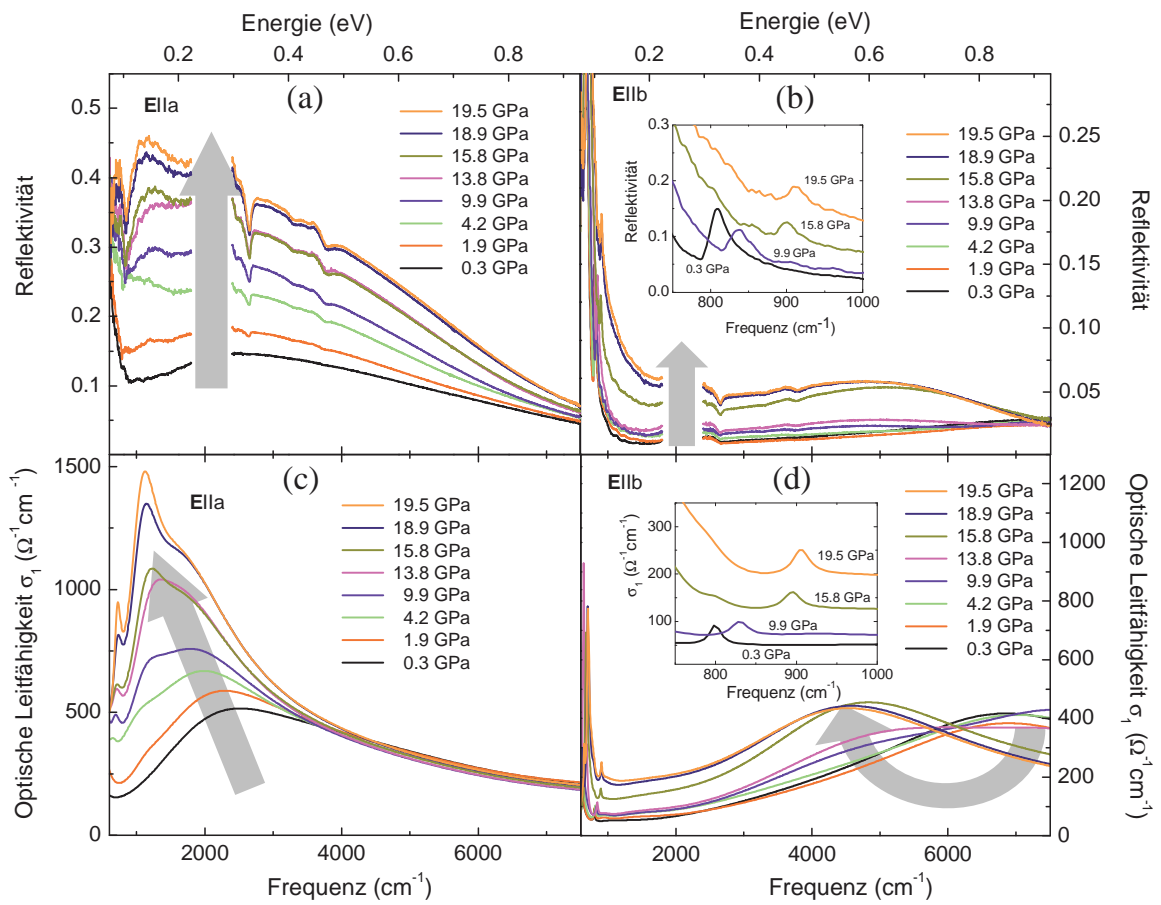 Energie (eV)
Energie (eV)
0.2 0.4 0.6 0.8
0.2 0.4 0.6 0.8
EIIa
(a)
19.5 GPa
18.9 GPa
15.8 GPa
13.8 GPa
9.9 GPa
4.2 GPa
1.9 GPa
0.3 GPa
0.5
0.4
0.3
0.2
0.1
Reflektivität
EIIb
(b)
19.5 GPa
18.9 GPa
15.8 GPa
13.8 GPa
9.9 GPa
4.2 GPa
1.9 GPa
0.3 GPa
0.25
0.20
0.15
0.10
0.05
Reflektivität
0.3
0.2
0.1
0.0
Reflektivität
19.5 GPa
15.8 GPa
9.9 GPa
0.3 GPa
800 900 1000
Frequenz (cm⁻¹)
EIIa
(c)
19.5 GPa
18.9 GPa
15.8 GPa
13.8 GPa
9.9 GPa
4.2 GPa
1.9 GPa
0.3 GPa
1500
1000
500
0
Optische Leitfähigkeit σ₁ (Ω⁻¹cm⁻¹)
2000 4000 6000
Frequenz (cm⁻¹)
EIIb
(d)
19.5 GPa
18.9 GPa
15.8 GPa
13.8 GPa
9.9 GPa
4.2 GPa
1.9 GPa
0.3 GPa
1200
1000
800
600
400
200
0
Optische Leitfähigkeit σ₁ (Ω⁻¹cm⁻¹)
300
200
100
σ₁ (Ω⁻¹cm⁻¹)
19.5 GPa
15.8 GPa
9.9 GPa
0.3 GPa
800 900 1000
Frequenz (cm⁻¹)
2000 4000 6000
Frequenz (cm⁻¹)